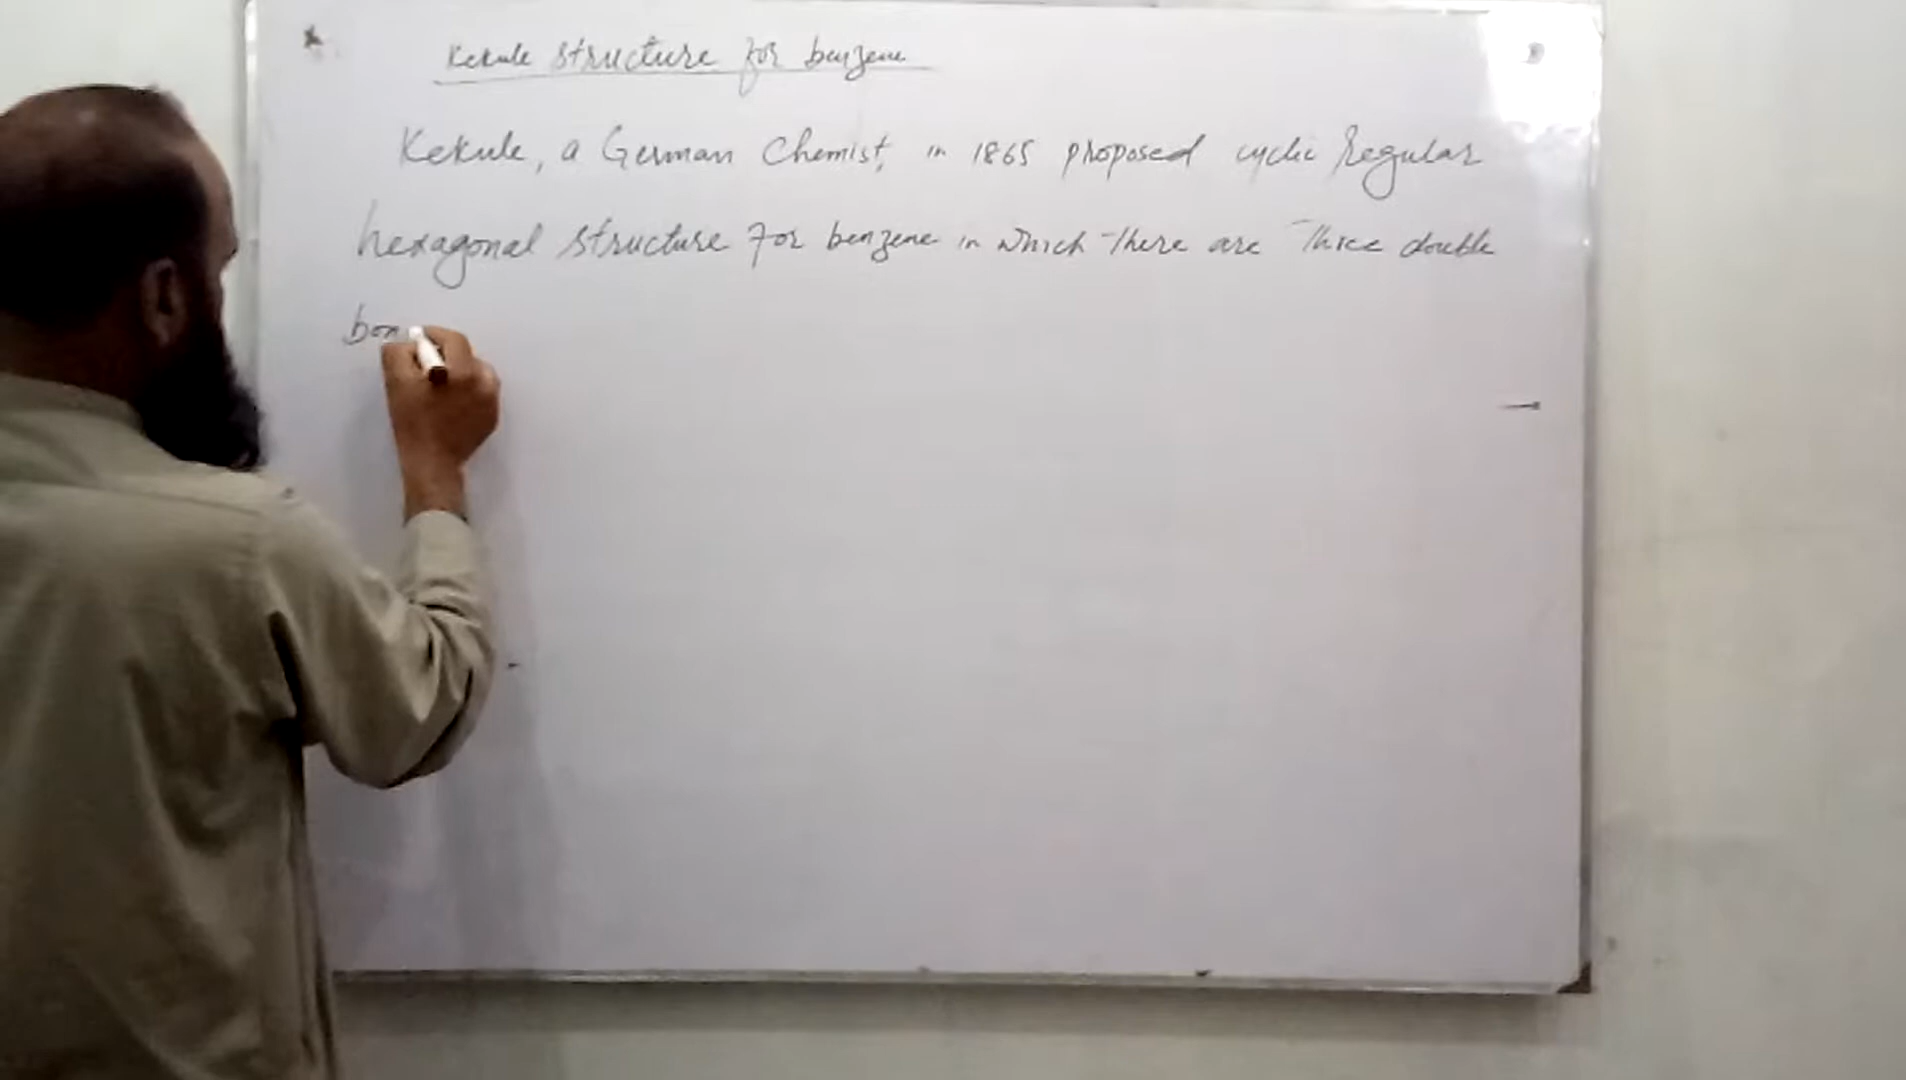 Kekule structure for benzene
Kekule, a German Chemist, in 1865 proposed cyclic regular
hexagonal structure for benzene in which there are three double
bon